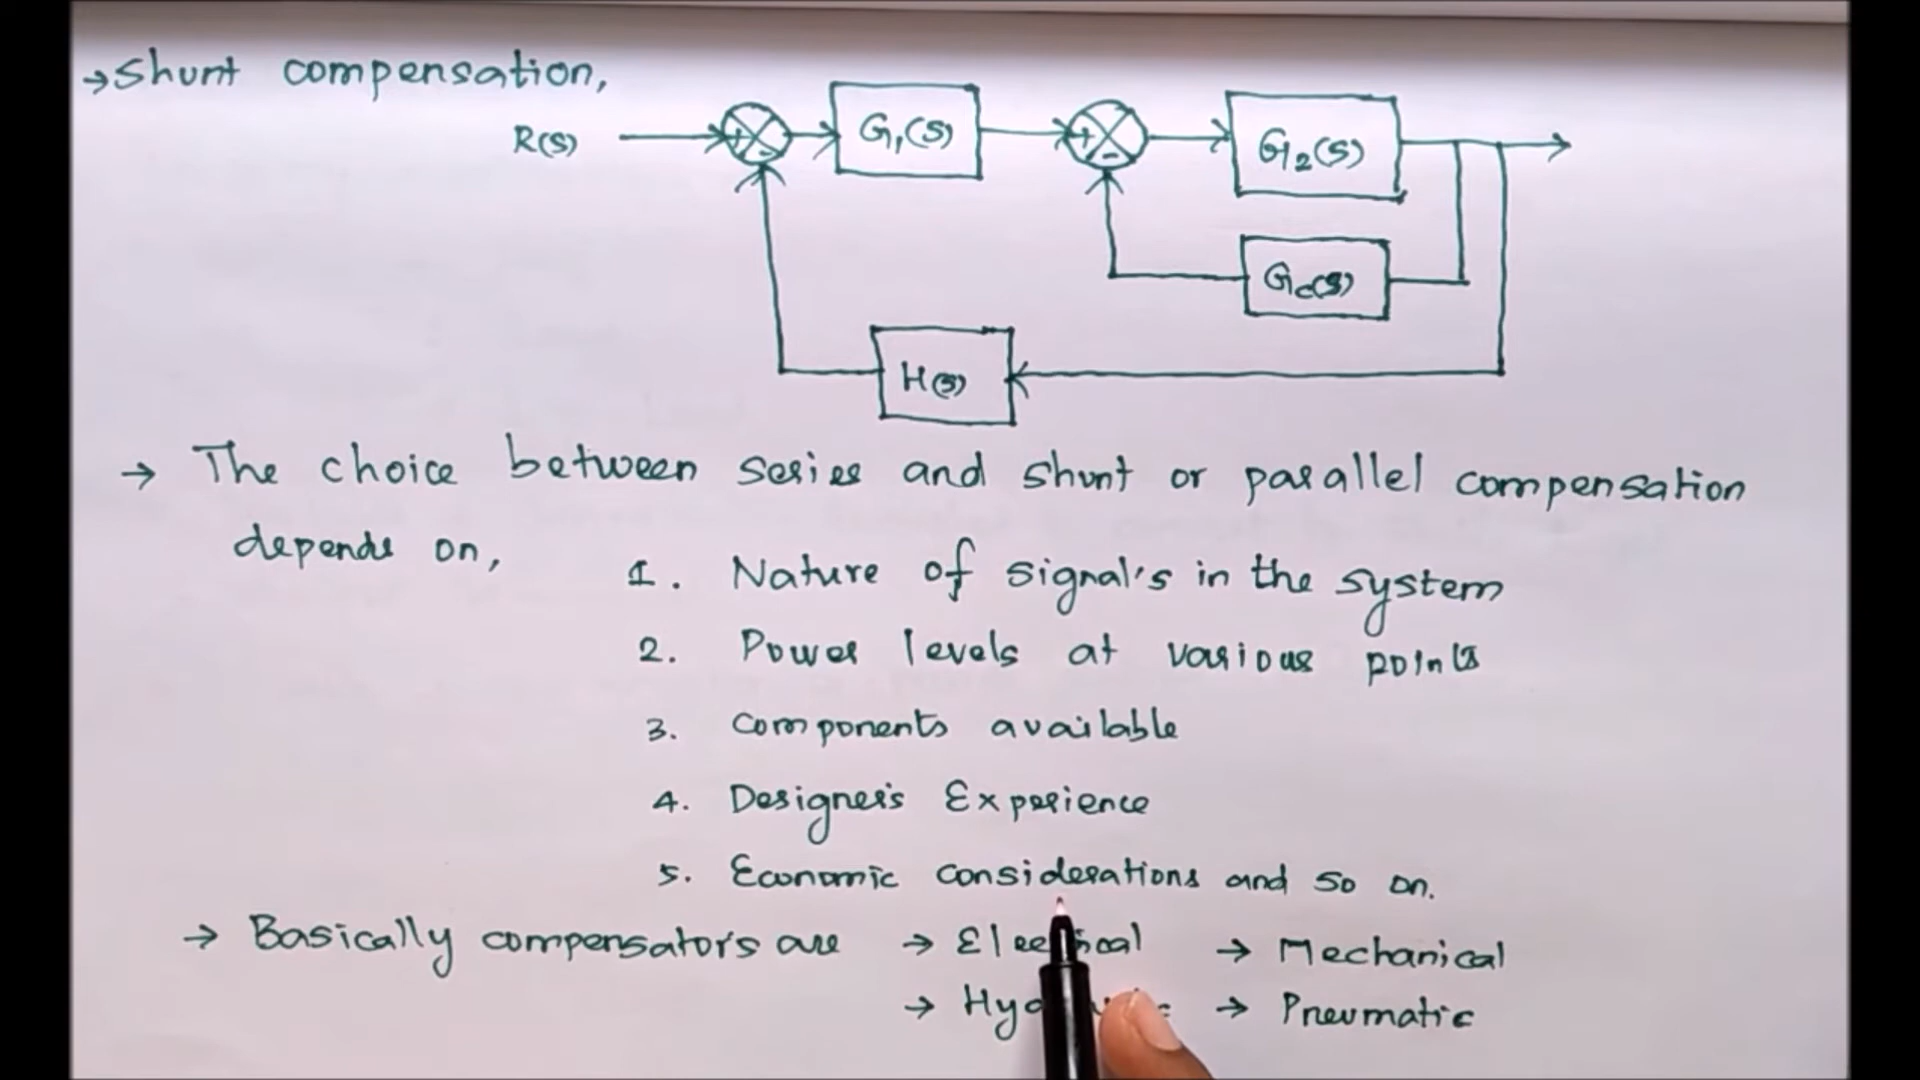 → Shunt compensation,
R(s) + - G₁(s) + - G₂(s)
Gc(s)
H(s)
→ The choice between series and shunt or parallel compensation
depends on,
1. Nature of signal's in the system
2. Power levels at various points
3. Components available
4. Designer's Experience
5. Economic considerations and so on.
→ Basically compensators are → Electrical → Mechanical
→ → Pneumatic